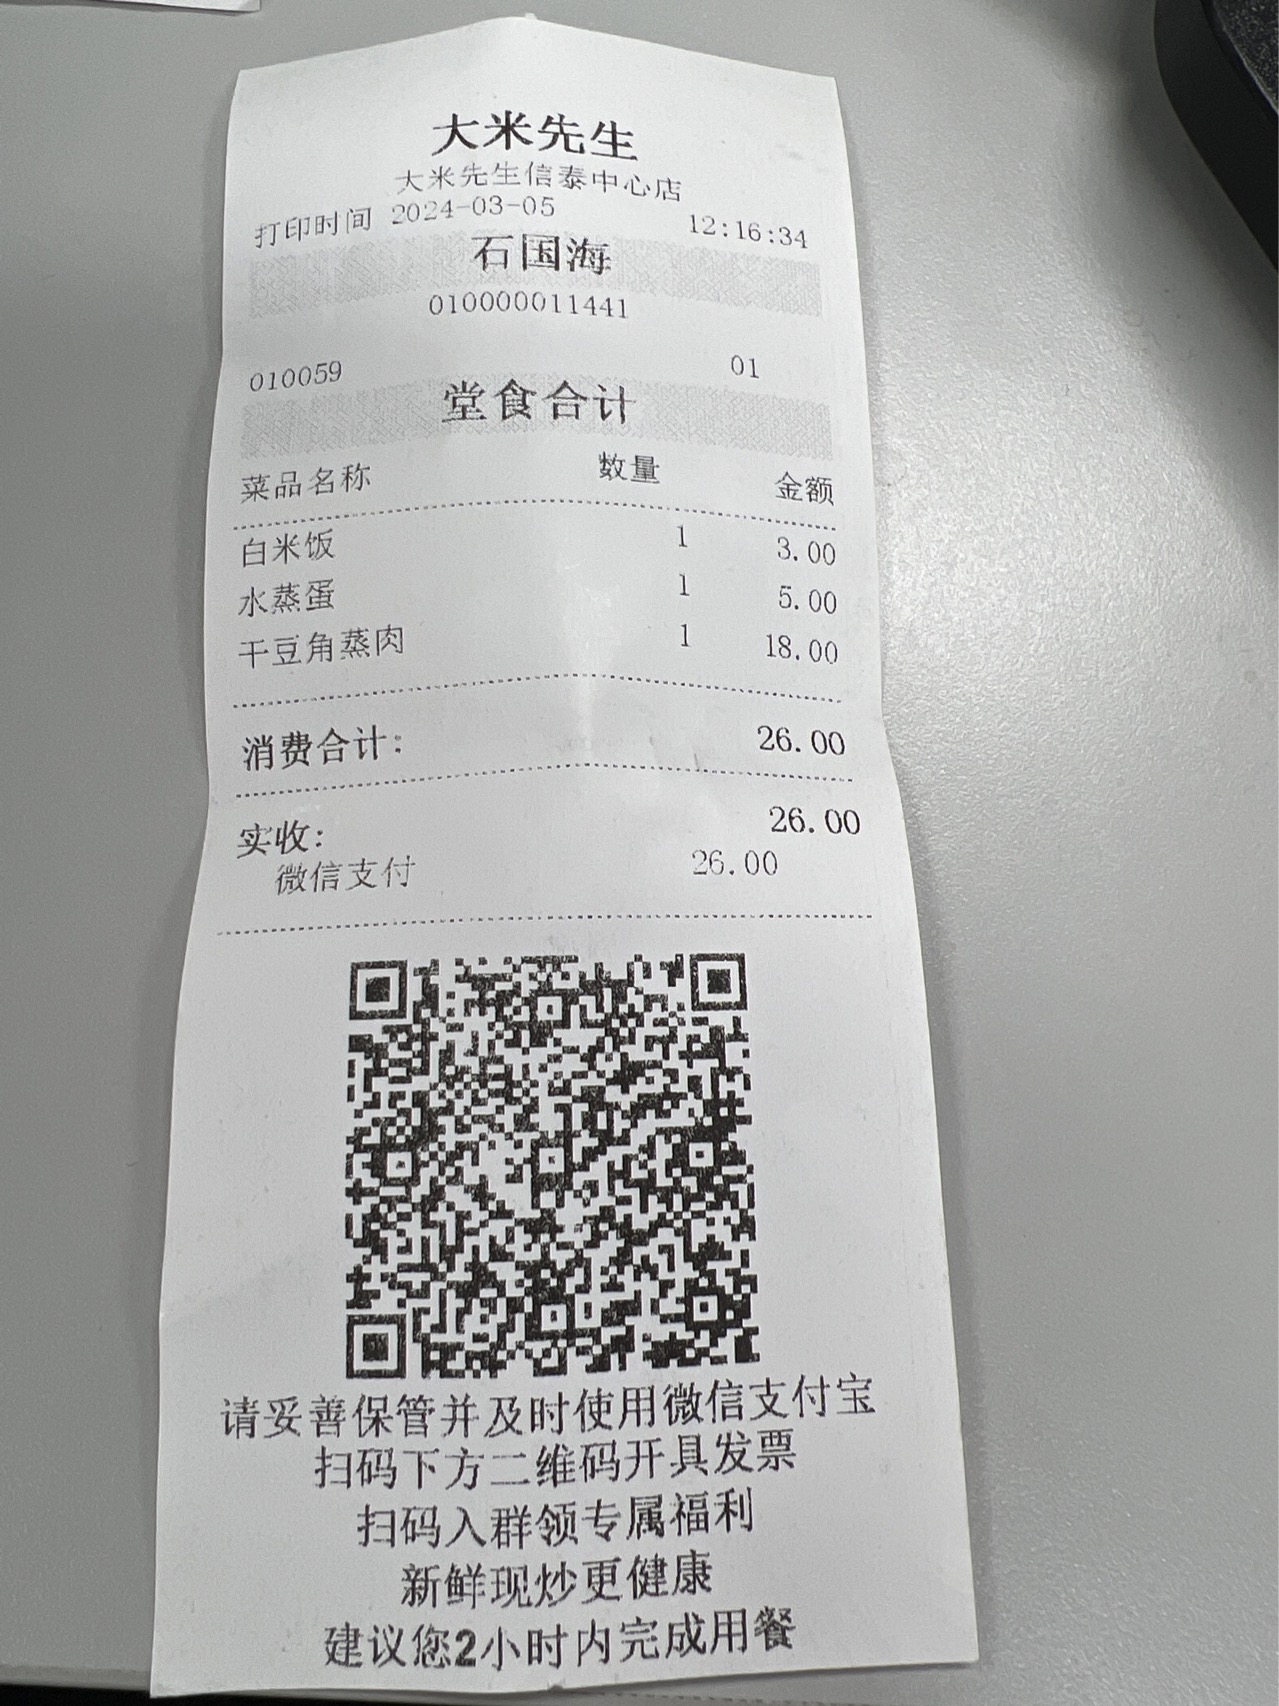 大米先生
大米先生信泰中心店
打印时间 2024-03-05 12:16:34
石国海
010000011441
010059 01
堂食合计
菜品名称 数量 金额
白米饭 1 3.00
水蒸蛋 1 5.00
干豆角蒸肉 1 18.00
消费合计: 26.00
实收: 26.00
微信支付 26.00
请妥善保管并及时使用微信支付宝
扫码下方二维码开具发票
扫码入群领专属福利
新鲜现炒更健康
建议您2小时内完成用餐